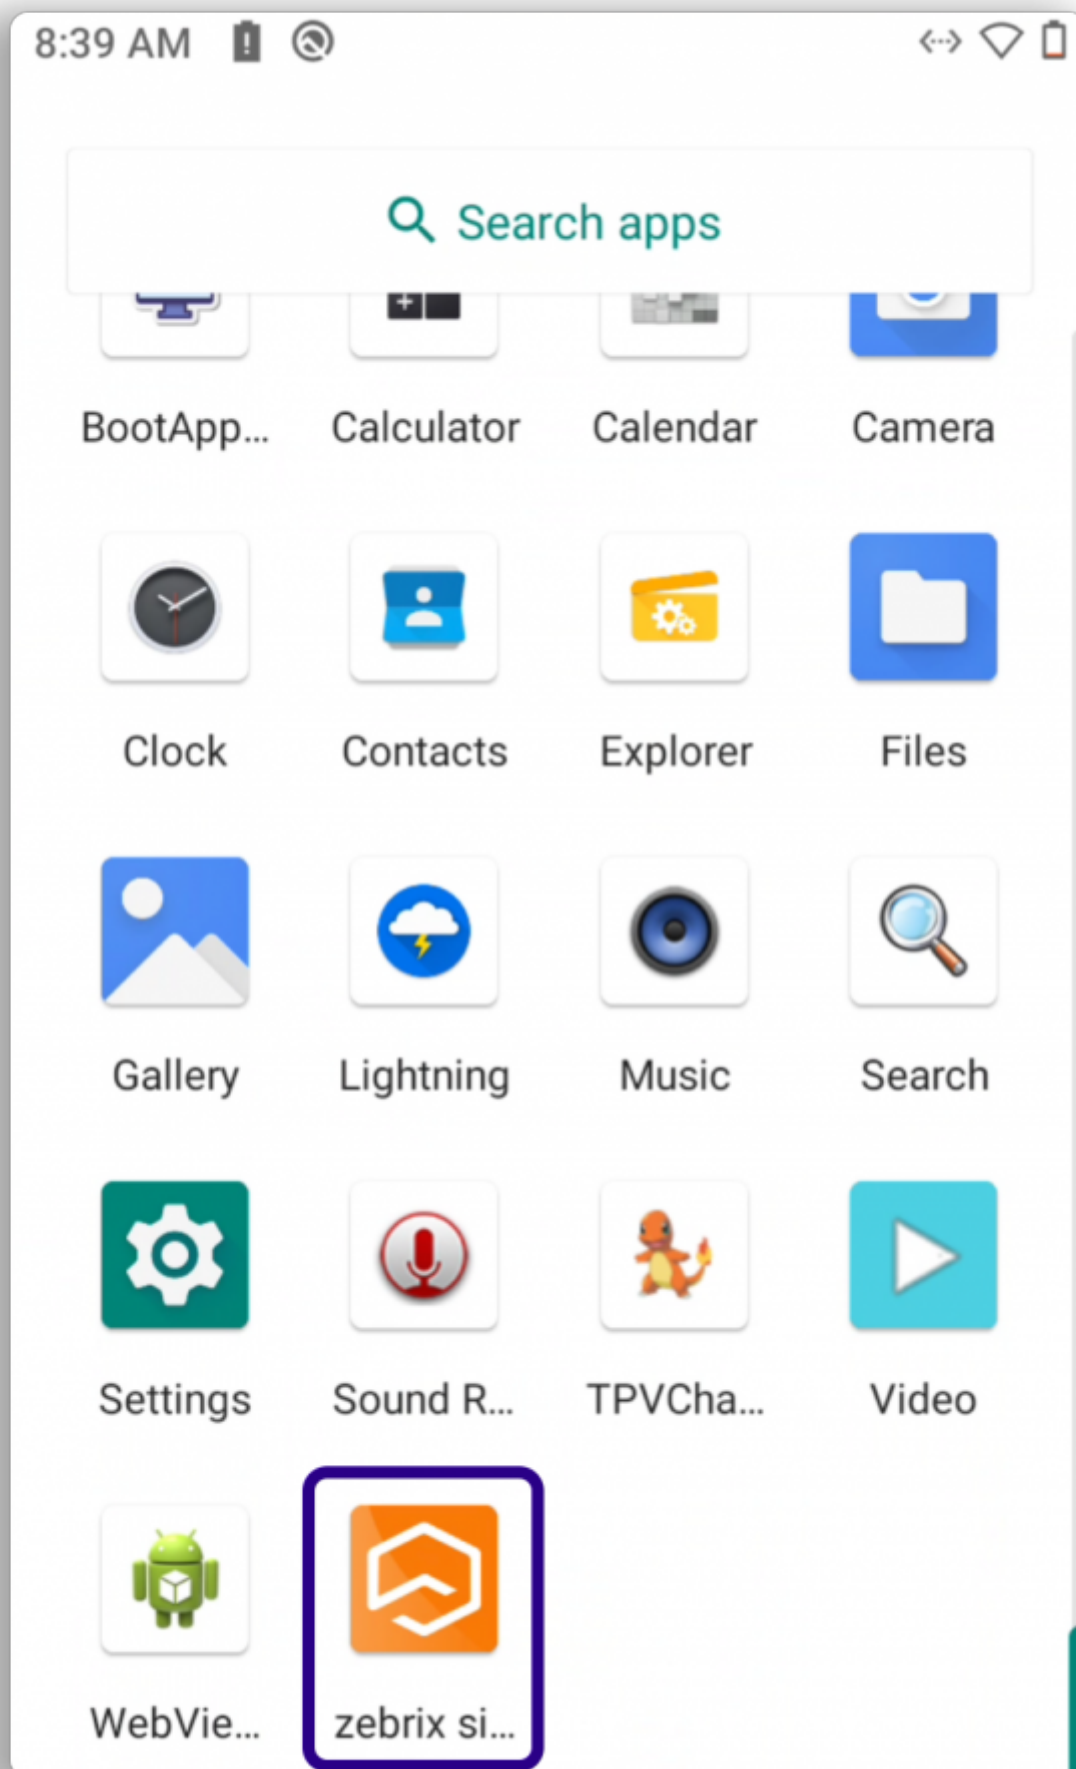 8:39 AM
Search apps
BootApp... Calculator Calendar Camera
Clock Contacts Explorer Files
Gallery Lightning Music Search
Settings Sound R... TPVCha... Video
WebVie... zebrix si...